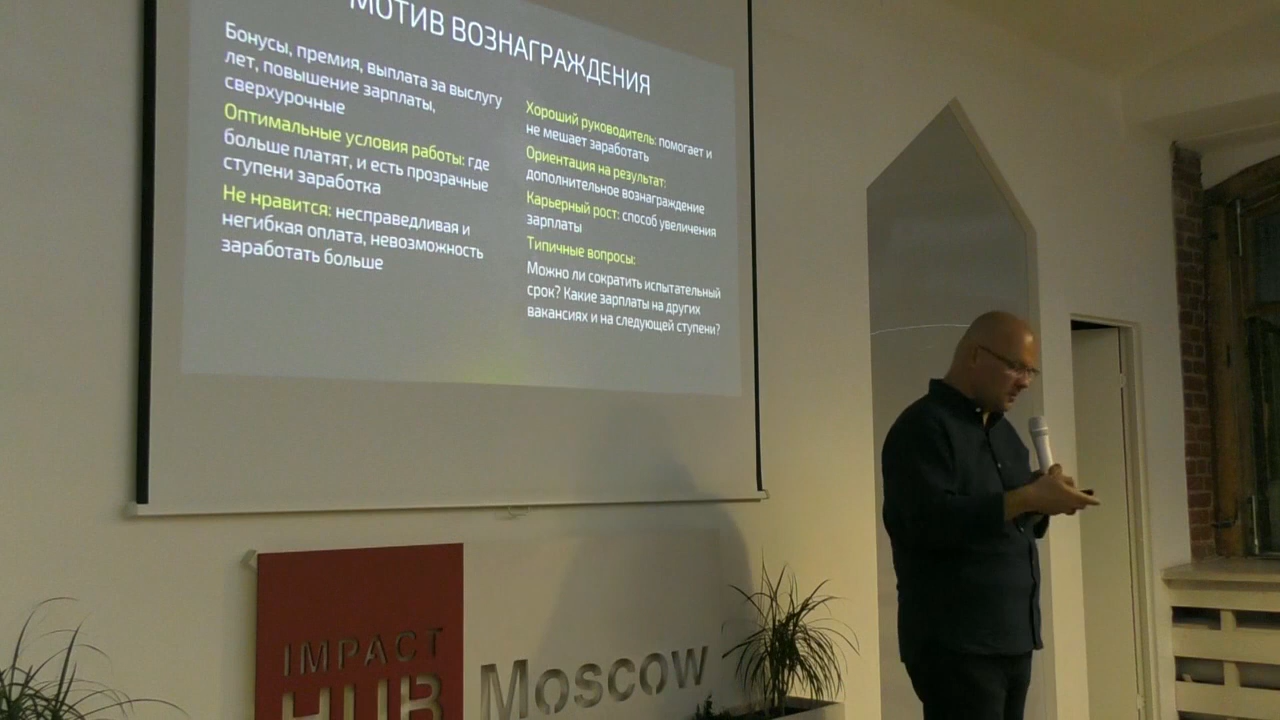 МОТИВ ВОЗНАГРАЖДЕНИЯ
Бонусы, премия, выплата за выслугу
лет, повышение зарплаты,
сверхурочные
Оптимальные условия работы: где
больше платят, и есть прозрачные
ступени заработка
Не нравится: несправедливая и
негибкая оплата, невозможность
заработать больше
Хороший руководитель: помогает и
не мешает заработать
Ориентация на результат:
дополнительное вознаграждение
Карьерный рост: способ увеличения
зарплаты
Типичные вопросы:
Можно ли сократить испытательный
срок? Какие зарплаты на других
вакансиях и на следующей ступени?
IMPACT
HUB
Moscow